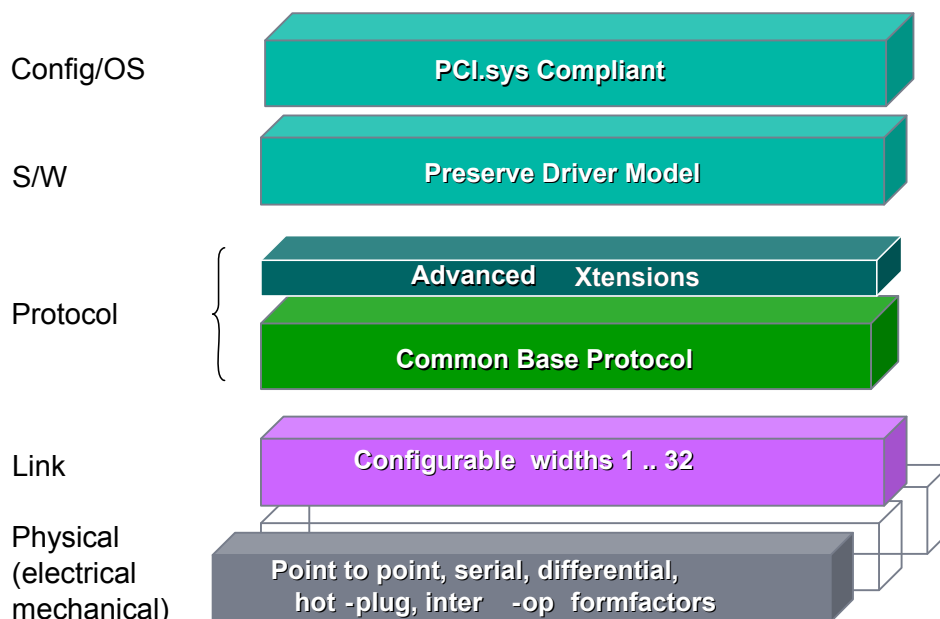 Config/OS
PCI.sys Compliant
S/W
Preserve Driver Model
Advanced Xtensions
Protocol
Common Base Protocol
Link
Configurable widths 1 .. 32
Physical
(electrical
mechanical)
Point to point, serial, differential,
hot -plug, inter -op formfactors